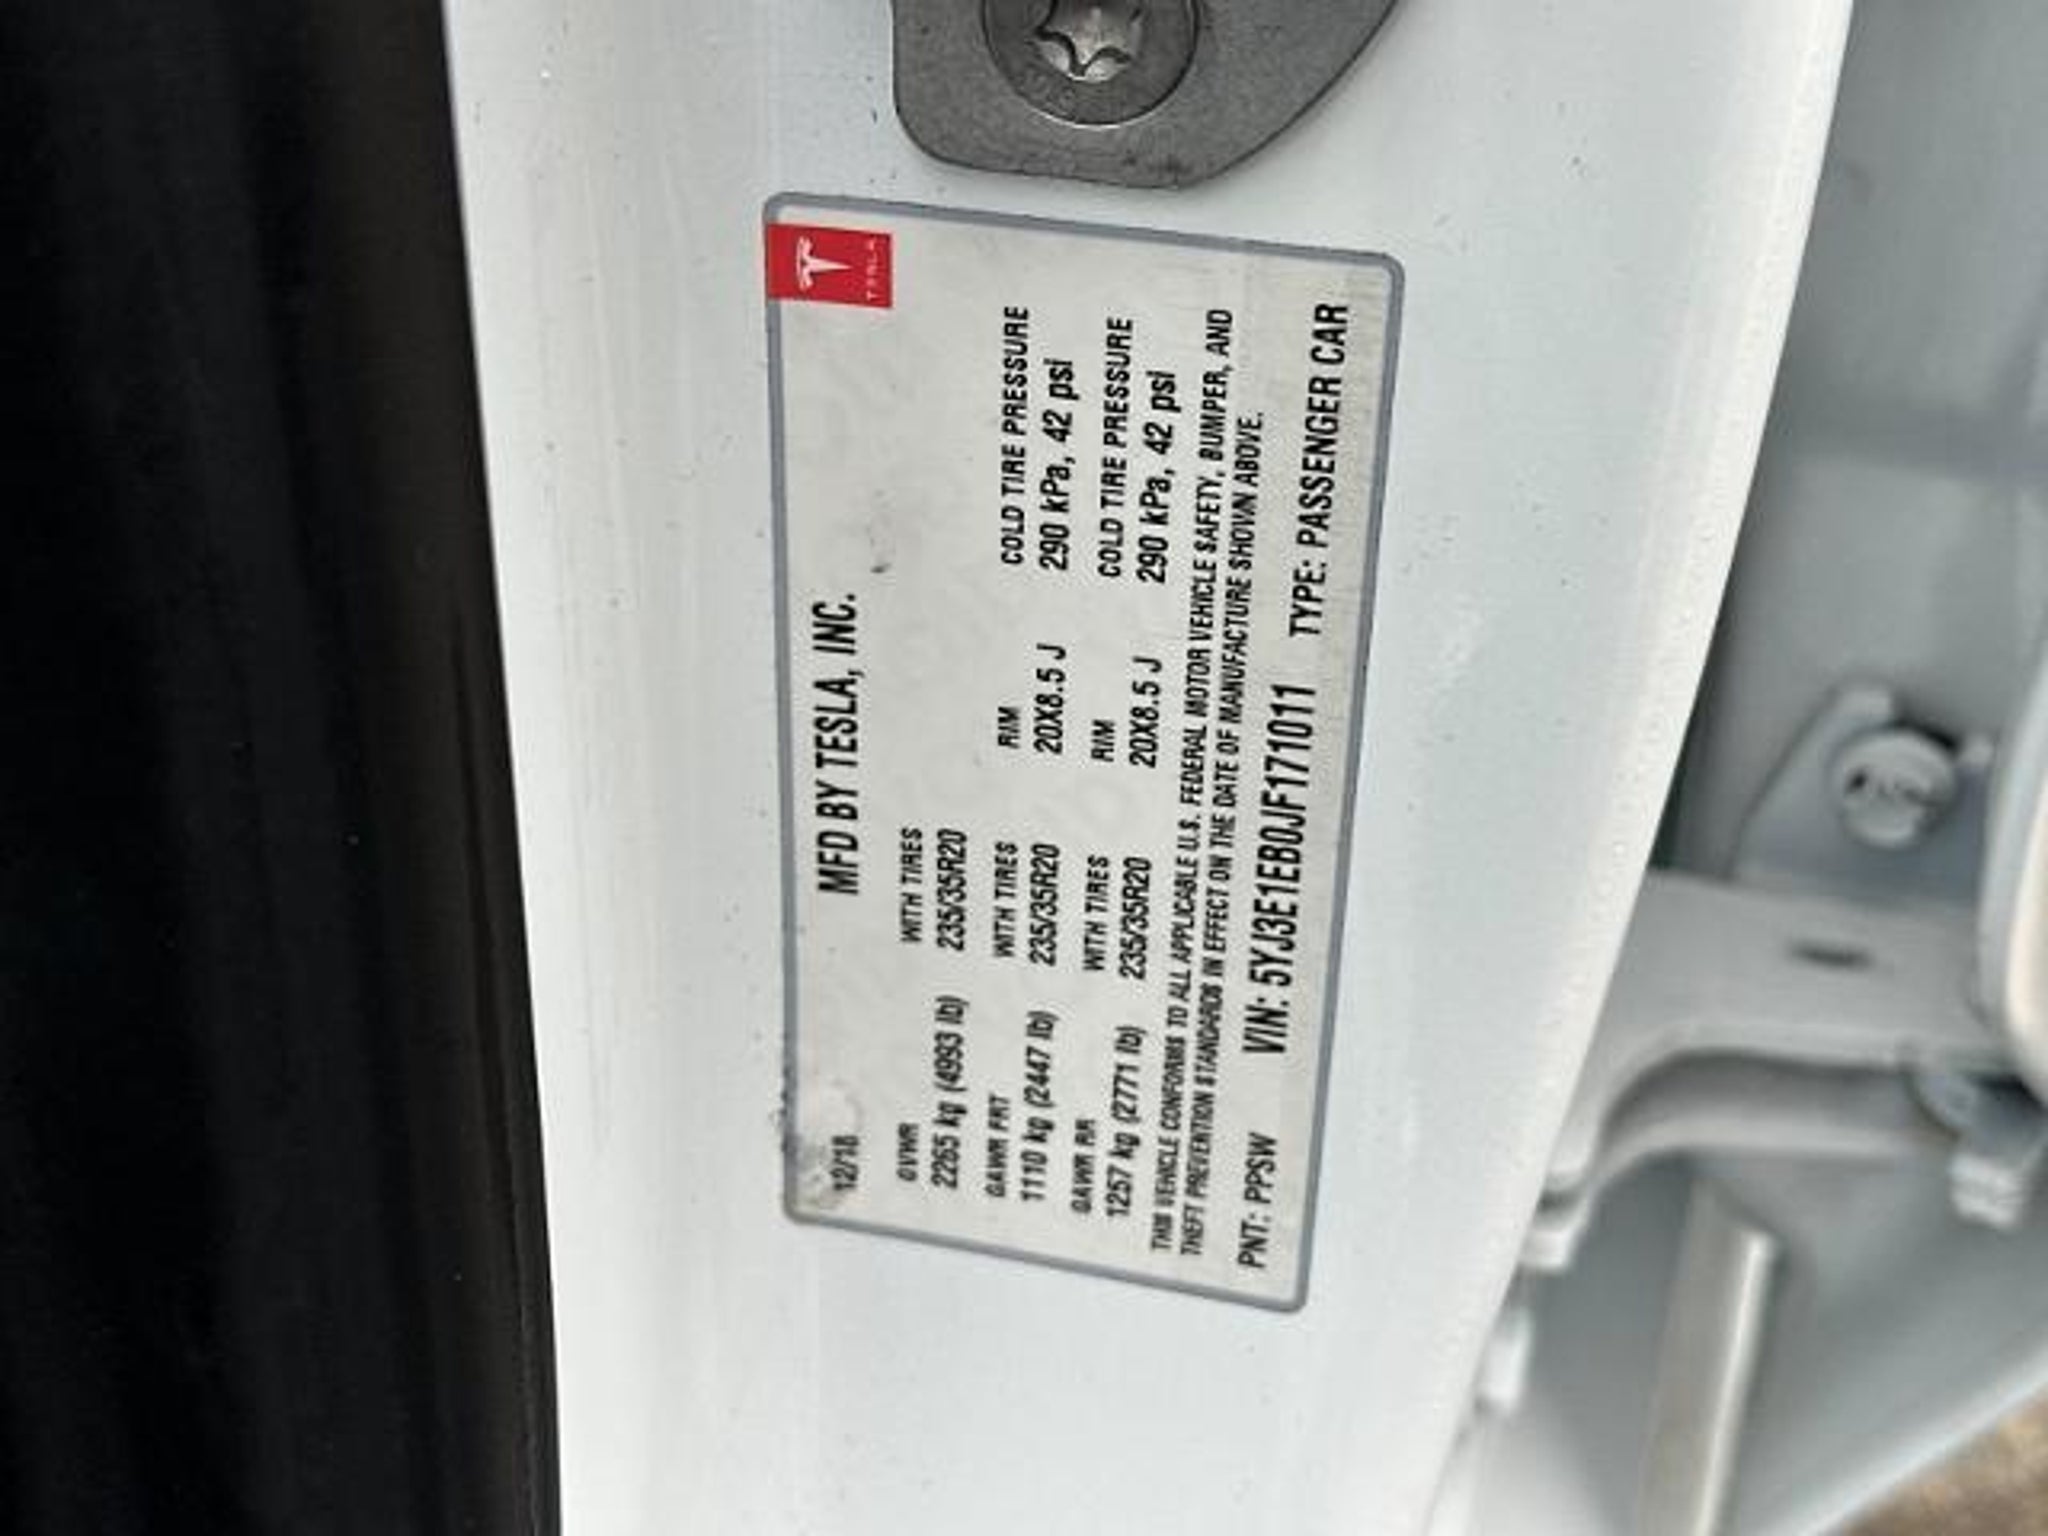 TESLA
12/18 MFD BY TESLA, INC.
GVWR WITH TIRES
2265 kg (4993 lb) 235/35R20
GAWR FRT WITH TIRES RIM COLD TIRE PRESSURE
1110 kg (2447 lb) 235/35R20 20X8.5 J 290 kPa, 42 psi
GAWR RR WITH TIRES RIM COLD TIRE PRESSURE
1257 kg (2771 lb) 235/35R20 20X8.5 J 290 kPa, 42 psi
THIS VEHICLE CONFORMS TO ALL APPLICABLE U.S. FEDERAL MOTOR VEHICLE SAFETY, BUMPER, AND
THEFT PREVENTION STANDARDS IN EFFECT ON THE DATE OF MANUFACTURE SHOWN ABOVE.
PNT: PPSW VIN: 5YJ3E1EB0JF171011 TYPE: PASSENGER CAR